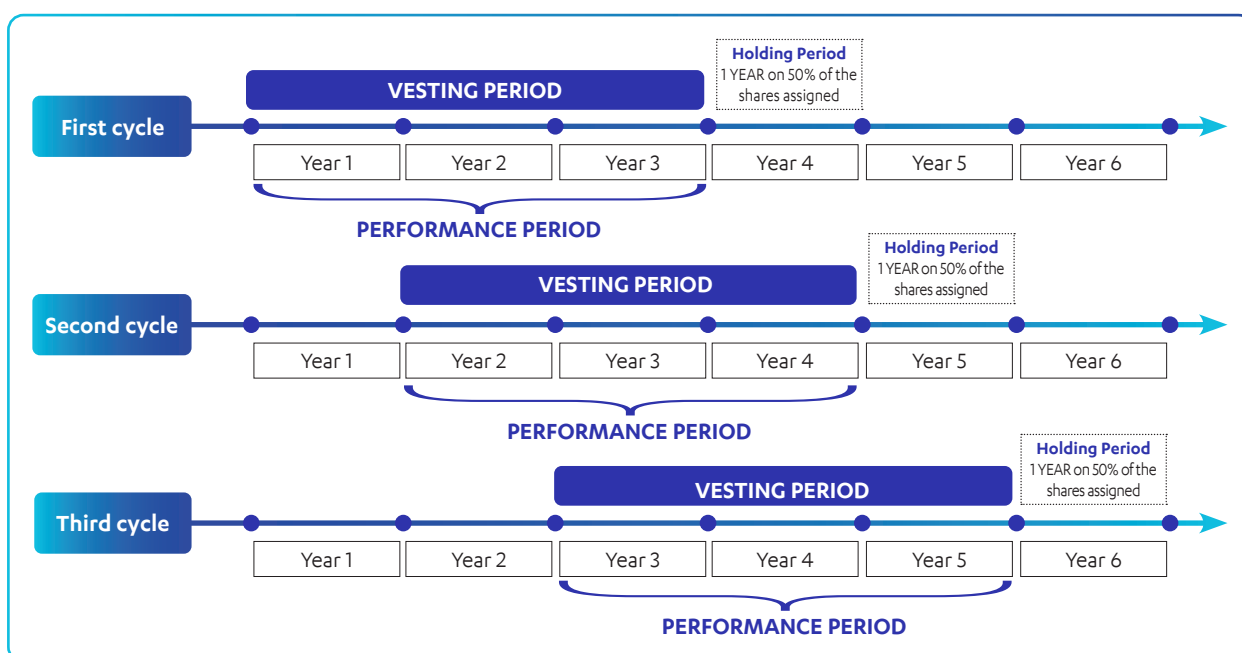 Holding Period
1 YEAR on 50% of the
shares assigned
VESTING PERIOD
First cycle
Year 1
Year 2
Year 3
Year 4
Year 5
Year 6
PERFORMANCE PERIOD
Holding Period
1 YEAR on 50% of the
shares assigned
VESTING PERIOD
Second cycle
Year 1
Year 2
Year 3
Year 4
Year 5
Year 6
PERFORMANCE PERIOD
Holding Period
1 YEAR on 50% of the
shares assigned
VESTING PERIOD
Third cycle
Year 1
Year 2
Year 3
Year 4
Year 5
Year 6
PERFORMANCE PERIOD